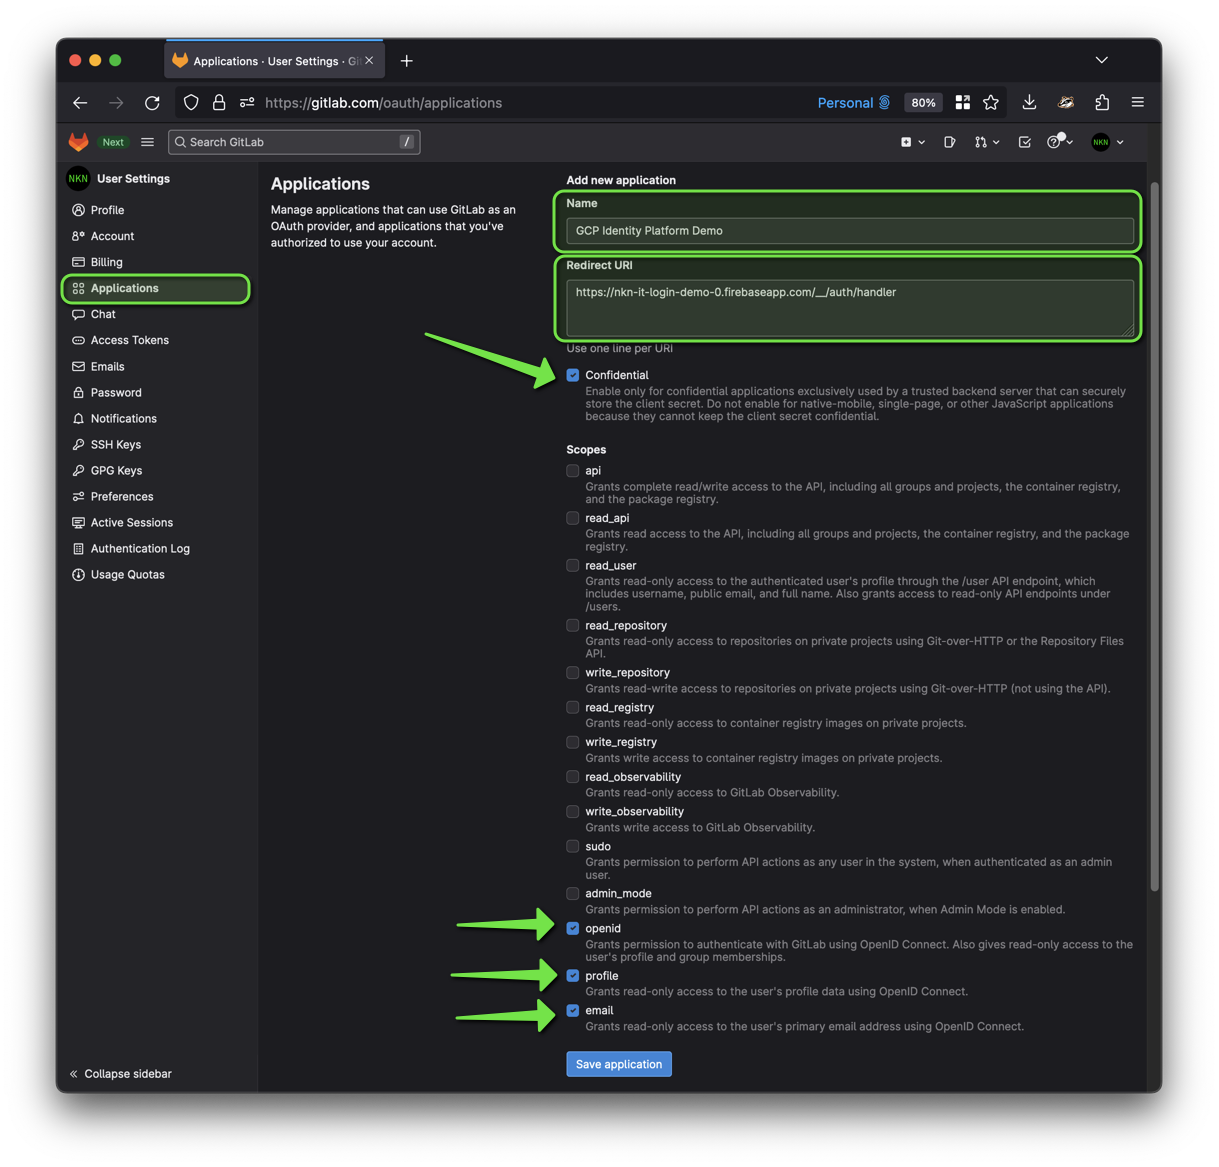 Applications · User Settings · Gi
https://gitlab.com/oauth/applications
Personal
80%
Next
Search GitLab
/
NKN
NKN
User Settings
Profile
Account
Billing
Applications
Chat
Access Tokens
Emails
Password
Notifications
SSH Keys
GPG Keys
Preferences
Active Sessions
Authentication Log
Usage Quotas
Collapse sidebar
Applications
Manage applications that can use GitLab as an
OAuth provider, and applications that you've
authorized to use your account.
Add new application
Name
GCP Identity Platform Demo
Redirect URI
https://nkn-it-login-demo-0.firebaseapp.com/__/auth/handler
Use one line per URI
Confidential
Enable only for confidential applications exclusively used by a trusted backend server that can securely
store the client secret. Do not enable for native-mobile, single-page, or other JavaScript applications
because they cannot keep the client secret confidential.
Scopes
api
Grants complete read/write access to the API, including all groups and projects, the container registry,
and the package registry.
read_api
Grants read access to the API, including all groups and projects, the container registry, and the package
registry.
read_user
Grants read-only access to the authenticated user's profile through the /user API endpoint, which
includes username, public email, and full name. Also grants access to read-only API endpoints under
/users.
read_repository
Grants read-only access to repositories on private projects using Git-over-HTTP or the Repository Files
API.
write_repository
Grants read-write access to repositories on private projects using Git-over-HTTP (not using the API).
read_registry
Grants read-only access to container registry images on private projects.
write_registry
Grants write access to container registry images on private projects.
read_observability
Grants read-only access to GitLab Observability.
write_observability
Grants write access to GitLab Observability.
sudo
Grants permission to perform API actions as any user in the system, when authenticated as an admin
user.
admin_mode
Grants permission to perform API actions as an administrator, when Admin Mode is enabled.
openid
Grants permission to authenticate with GitLab using OpenID Connect. Also gives read-only access to the
user's profile and group memberships.
profile
Grants read-only access to the user's profile data using OpenID Connect.
email
Grants read-only access to the user's primary email address using OpenID Connect.
Save application